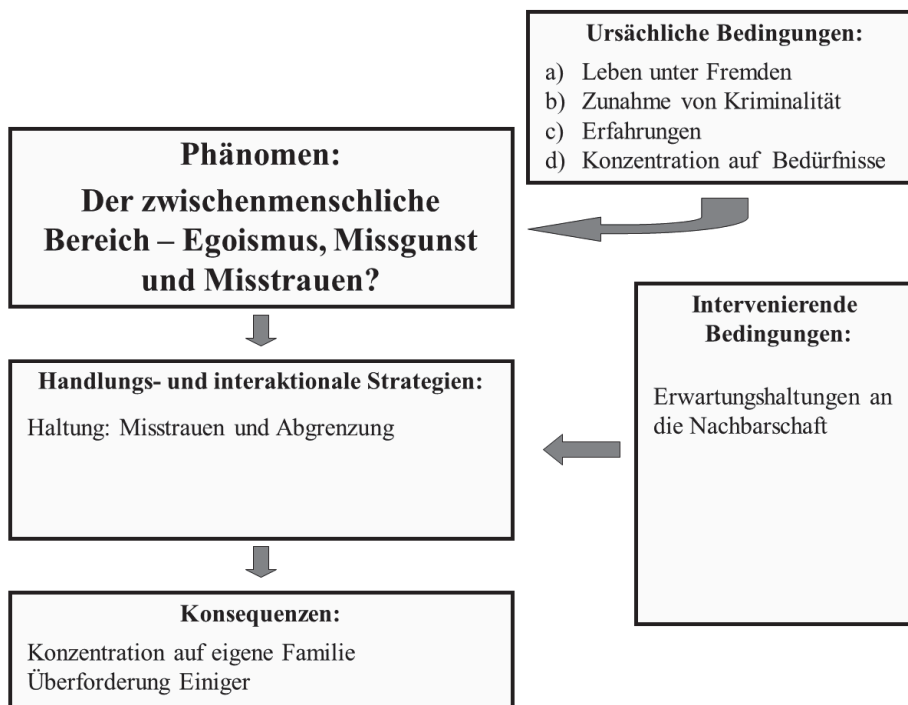 Ursächliche Bedingungen:
a) Leben unter Fremden
b) Zunahme von Kriminalität
c) Erfahrungen
d) Konzentration auf Bedürfnisse
Phänomen:
Der zwischenmenschliche
Bereich – Egoismus, Missgunst
und Misstrauen?
Intervenierende
Bedingungen:
Erwartungshaltungen an
die Nachbarschaft
Handlungs- und interaktionale Strategien:
Haltung: Misstrauen und Abgrenzung
Konsequenzen:
Konzentration auf eigene Familie
Überforderung Einiger